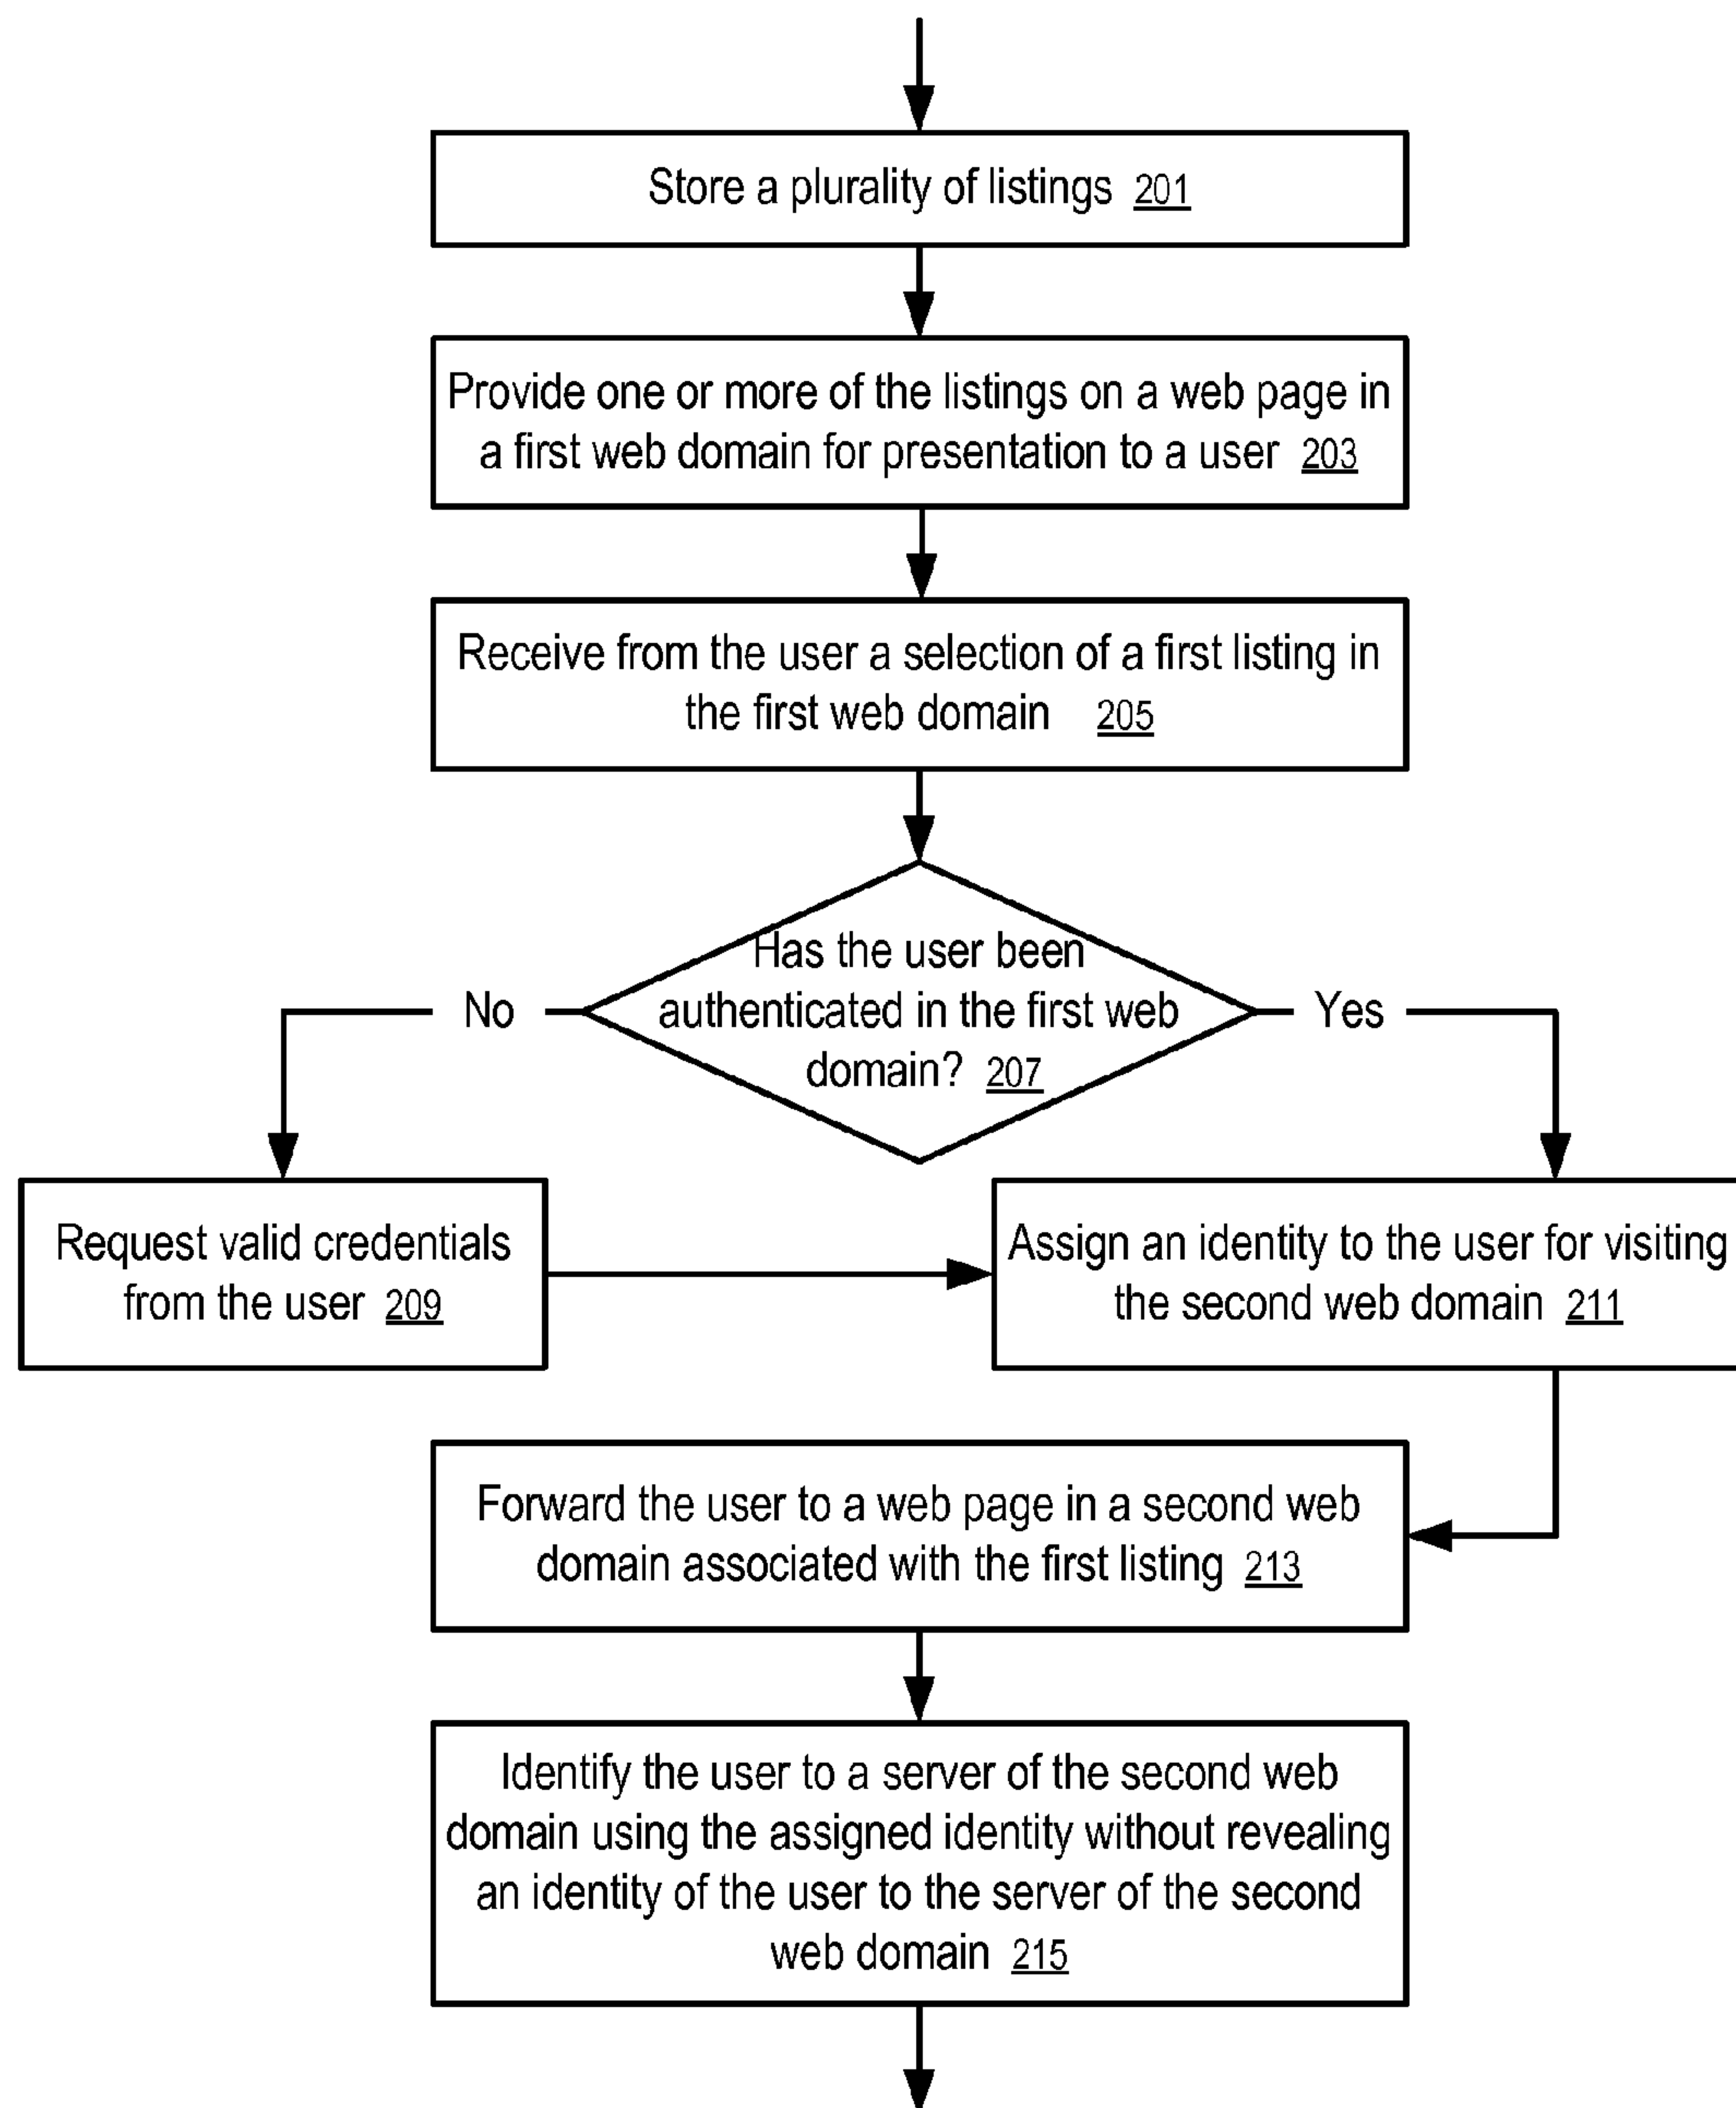 Store a plurality of listings 201
Provide one or more of the listings on a web page in
a first web domain for presentation to a user 203
Receive from the user a selection of a first listing in
the first web domain 205
Has the user been
authenticated in the first web
domain? 207
No
Yes
Request valid credentials
from the user 209
Assign an identity to the user for visiting
the second web domain 211
Forward the user to a web page in a second web
domain associated with the first listing 213
Identify the user to a server of the second web
domain using the assigned identity without revealing
an identity of the user to the server of the second
web domain 215